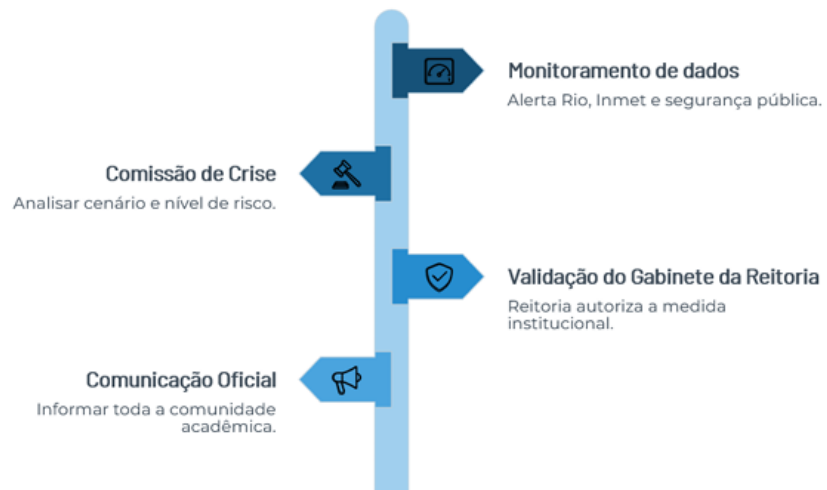 Monitoramento de dados
Alerta Rio, Inmet e segurança pública.
Comissão de Crise
Analisar cenário e nível de risco.
Validação do Gabinete da Reitoria
Reitoria autoriza a medida
institucional.
Comunicação Oficial
Informar toda a comunidade
acadêmica.